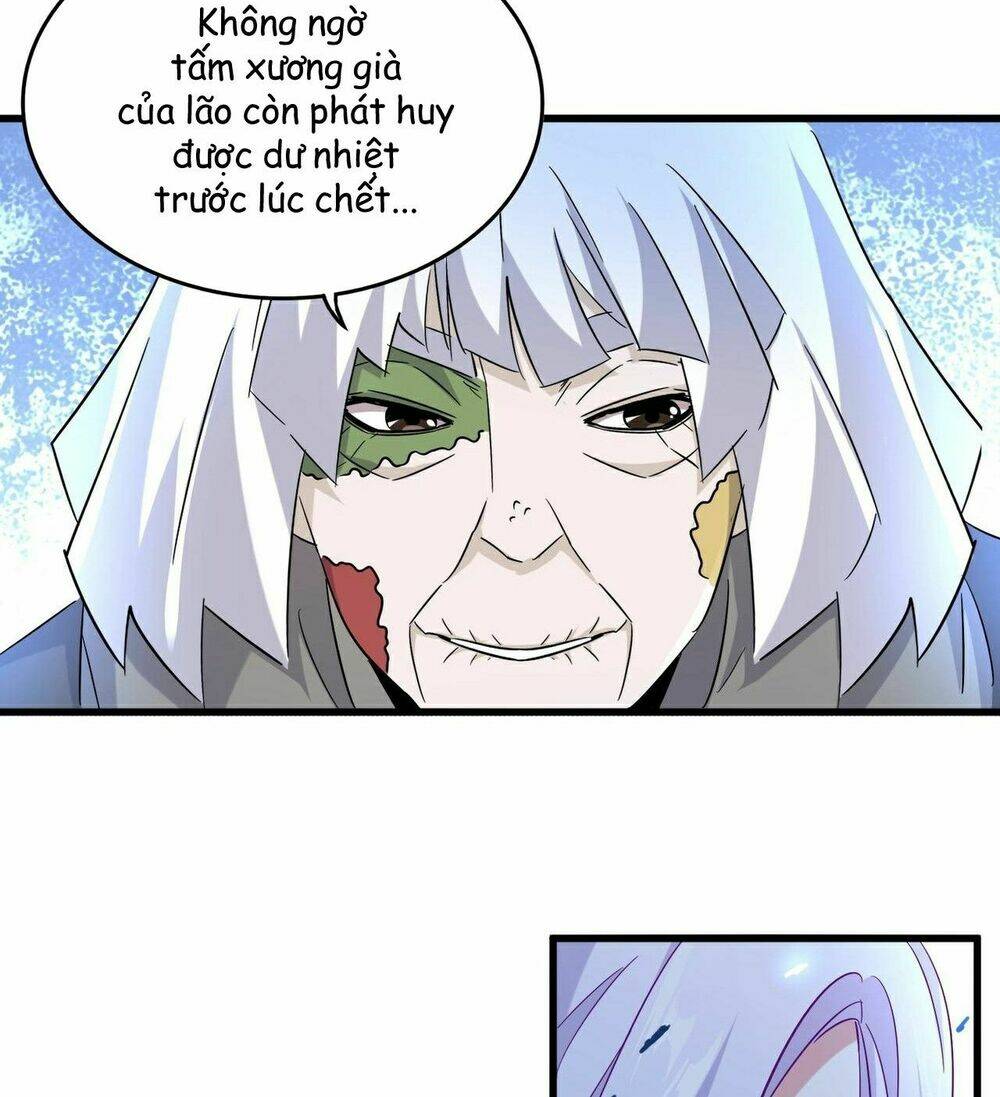 Không ngờ
tấm xương già
của lão còn phát huy
được dư nhiệt
trước lúc chết...